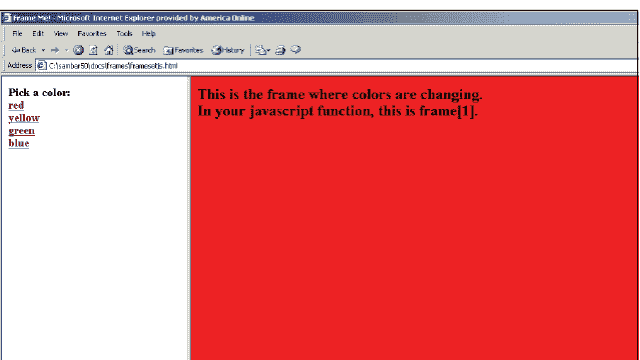 Frame Me! - Microsoft Internet Explorer provided by America Online
File Edit View Favorites Tools Help
Back Search Favorites History
Address C:\sambar50\docs\frames\framesetjs.html
Pick a color:
red
yellow
green
blue
This is the frame where colors are changing.
In your javascript function, this is frame[1].